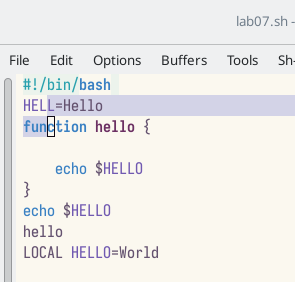 lab07.sh –
File Edit Options Buffers Tools Sh-
#!/bin/bash
HELL=Hello
function hello {
echo $HELLO
}
echo $HELLO
hello
LOCAL HELLO=World